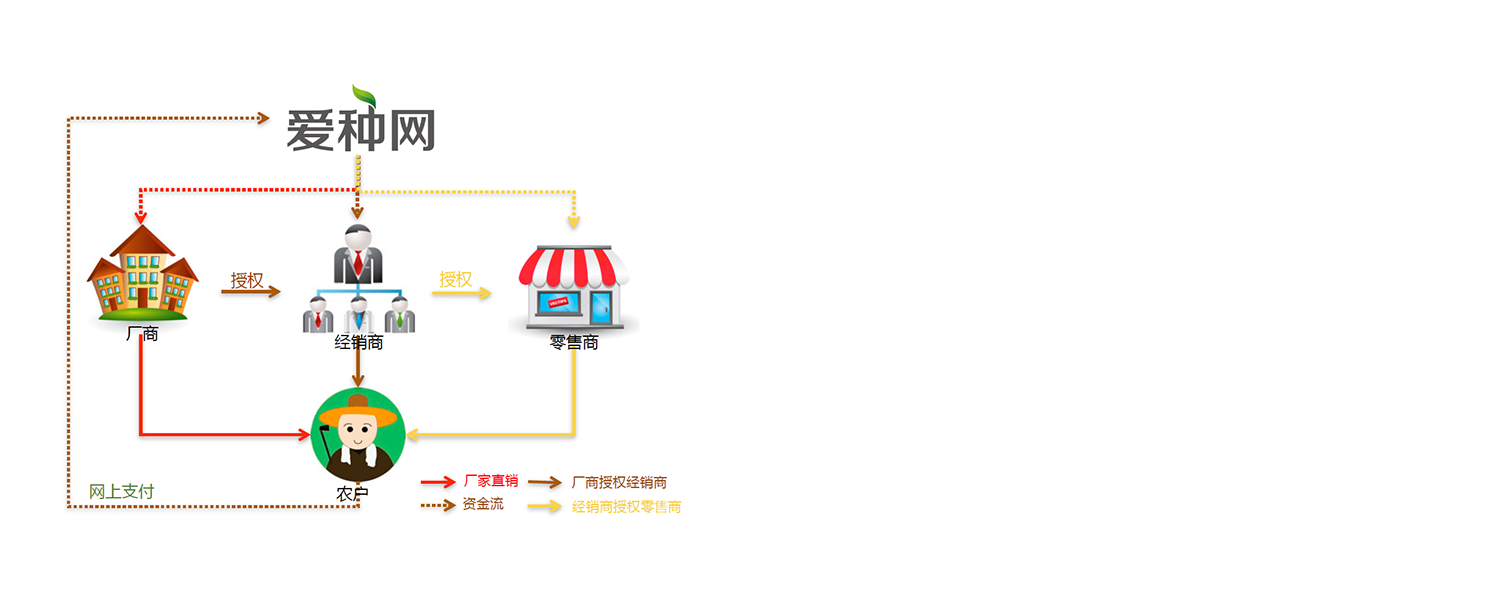 爱种网
授权
授权
厂商
经销商
零售商
网上支付
农户
厂家直销
厂商授权经销商
资金流
经销商授权零售商